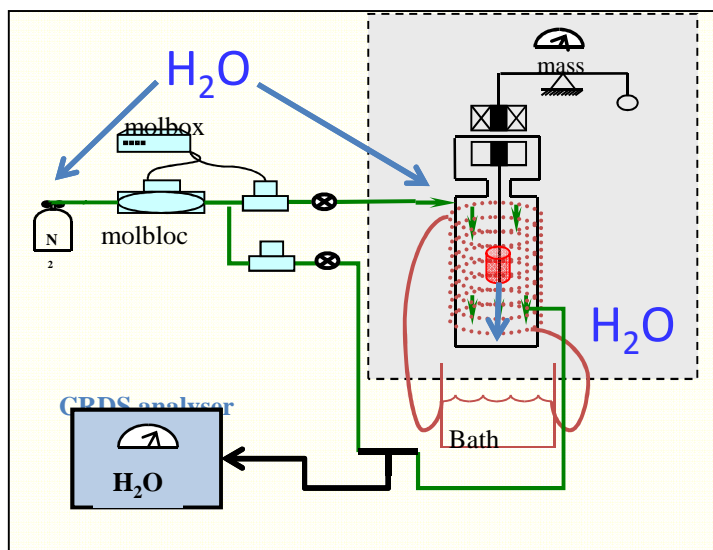 H2O
mass
molbox
molbloc
N
2
H2O
CRDS analyser
H2O
Bath